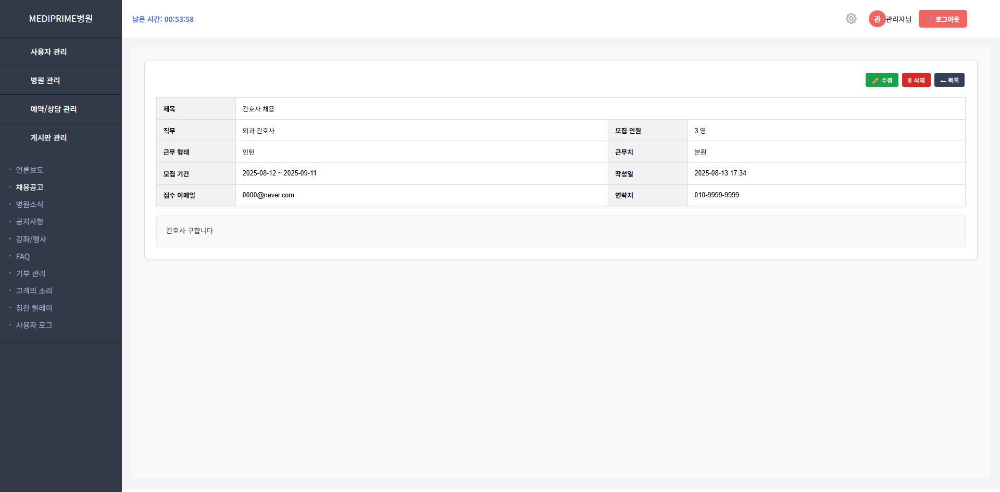 MEDIPRIME병원
남은 시간: 00:53:58
관 관리자님
로그아웃
사용자 관리
병원 관리
예약/상담 관리
게시판 관리
· 언론보도
· 채용공고
· 병원소식
· 공지사항
· 강좌/행사
· FAQ
· 기부 관리
· 고객의 소리
· 칭찬 릴레이
· 사용자 로그
수정 삭제 ←목록
제목 간호사 채용
직무 외과 간호사 모집 인원 3 명
근무 형태 인턴 근무지 본원
모집 기간 2025-08-12 ~ 2025-09-11 작성일 2025-08-13 17:34
접수 이메일 0000@naver.com 연락처 010-9999-9999
간호사 구합니다